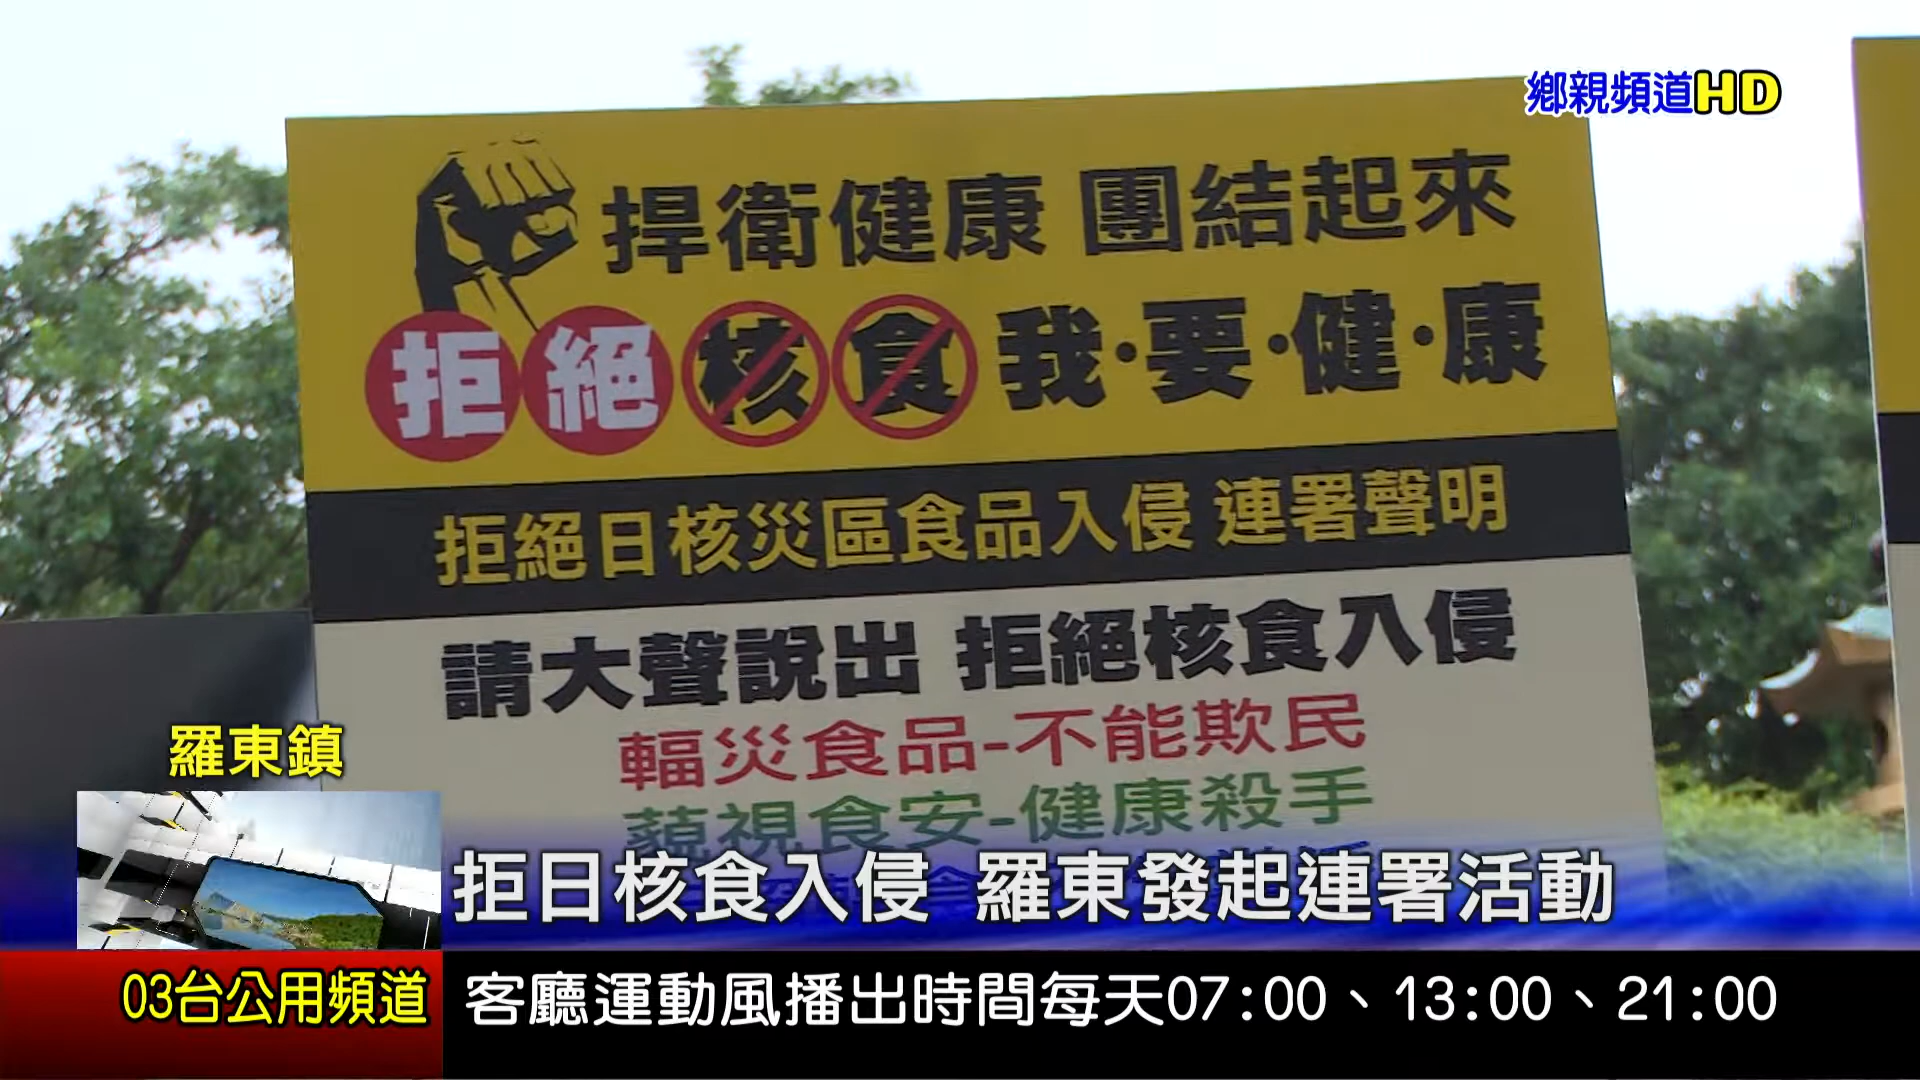 鄉親頻道HD
捍衛健康 團結起來
拒絕核食 我·要·健·康
拒絕日核災區食品入侵 連署聲明
請大聲說出 拒絕核食入侵
輻災食品-不能欺民
藐視食安-健康殺手
羅東鎮
拒日核食入侵 羅東發起連署活動
03台公用頻道
客廳運動風播出時間每天07:00、13:00、21:00